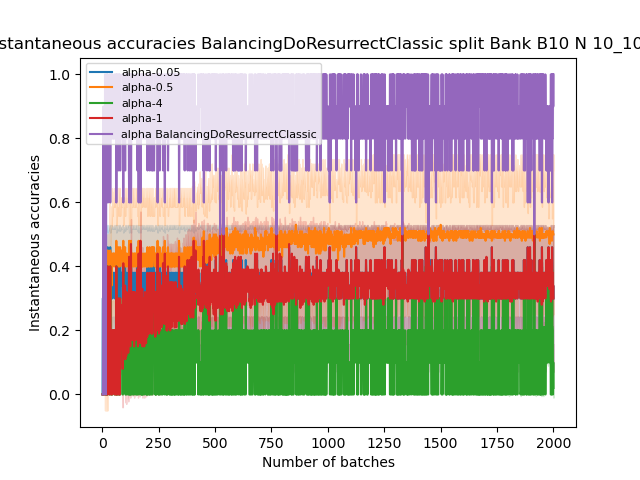 stantaneous accuracies BalancingDoResurrectClassic split Bank B10 N 10_10
alpha-0.05
alpha-0.5
alpha-4
alpha-1
alpha BalancingDoResurrectClassic
1.0
0.8
0.6
0.4
0.2
0.0
Instantaneous accuracies
0 250 500 750 1000 1250 1500 1750 2000
Number of batches